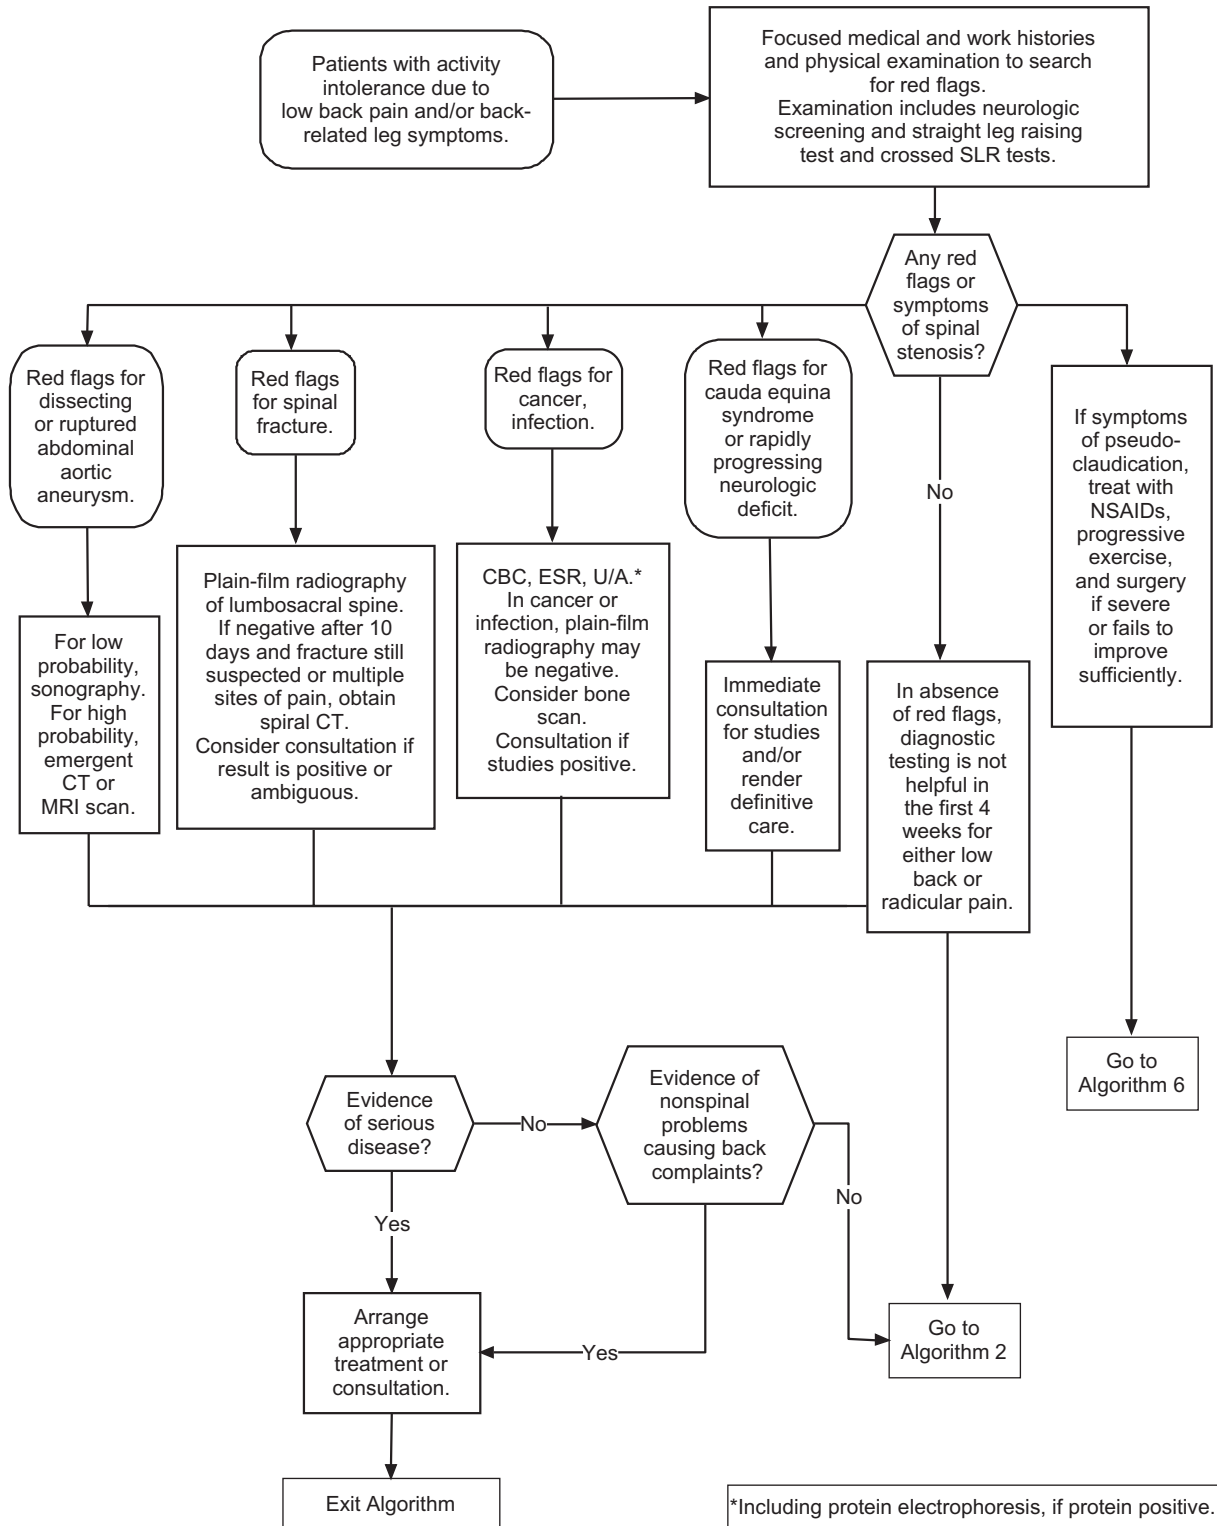 Patients with activity
intolerance due to
low back pain and/or back-
related leg symptoms.
Focused medical and work histories
and physical examination to search
for red flags.
Examination includes neurologic
screening and straight leg raising
test and crossed SLR tests.
Any red
flags or
symptoms
of spinal
stenosis?
Red flags for
dissecting
or ruptured
abdominal
aortic
aneurysm.
Red flags
for spinal
fracture.
Red flags for
cancer,
infection.
Red flags for
cauda equina
syndrome
or rapidly
progressing
neurologic
deficit.
No
If symptoms
of pseudo-
claudication,
treat with
NSAIDs,
progressive
exercise,
and surgery
if severe
or fails to
improve
sufficiently.
For low
probability,
sonography.
For high
probability,
emergent
CT or
MRI scan.
Plain-film radiography
of lumbosacral spine.
If negative after 10
days and fracture still
suspected or multiple
sites of pain, obtain
spiral CT.
Consider consultation if
result is positive or
ambiguous.
CBC, ESR, U/A.*
In cancer or
infection, plain-film
radiography may
be negative.
Consider bone
scan.
Consultation if
studies positive.
Immediate
consultation
for studies
and/or
render
definitive
care.
In absence
of red flags,
diagnostic
testing is not
helpful in
the first 4
weeks for
either low
back or
radicular pain.
Go to
Algorithm 6
Evidence
of serious
disease?
No
Evidence of
nonspinal
problems
causing back
complaints?
No
Yes
Arrange
appropriate
treatment or
consultation.
Yes
Go to
Algorithm 2
Exit Algorithm
*Including protein electrophoresis, if protein positive.